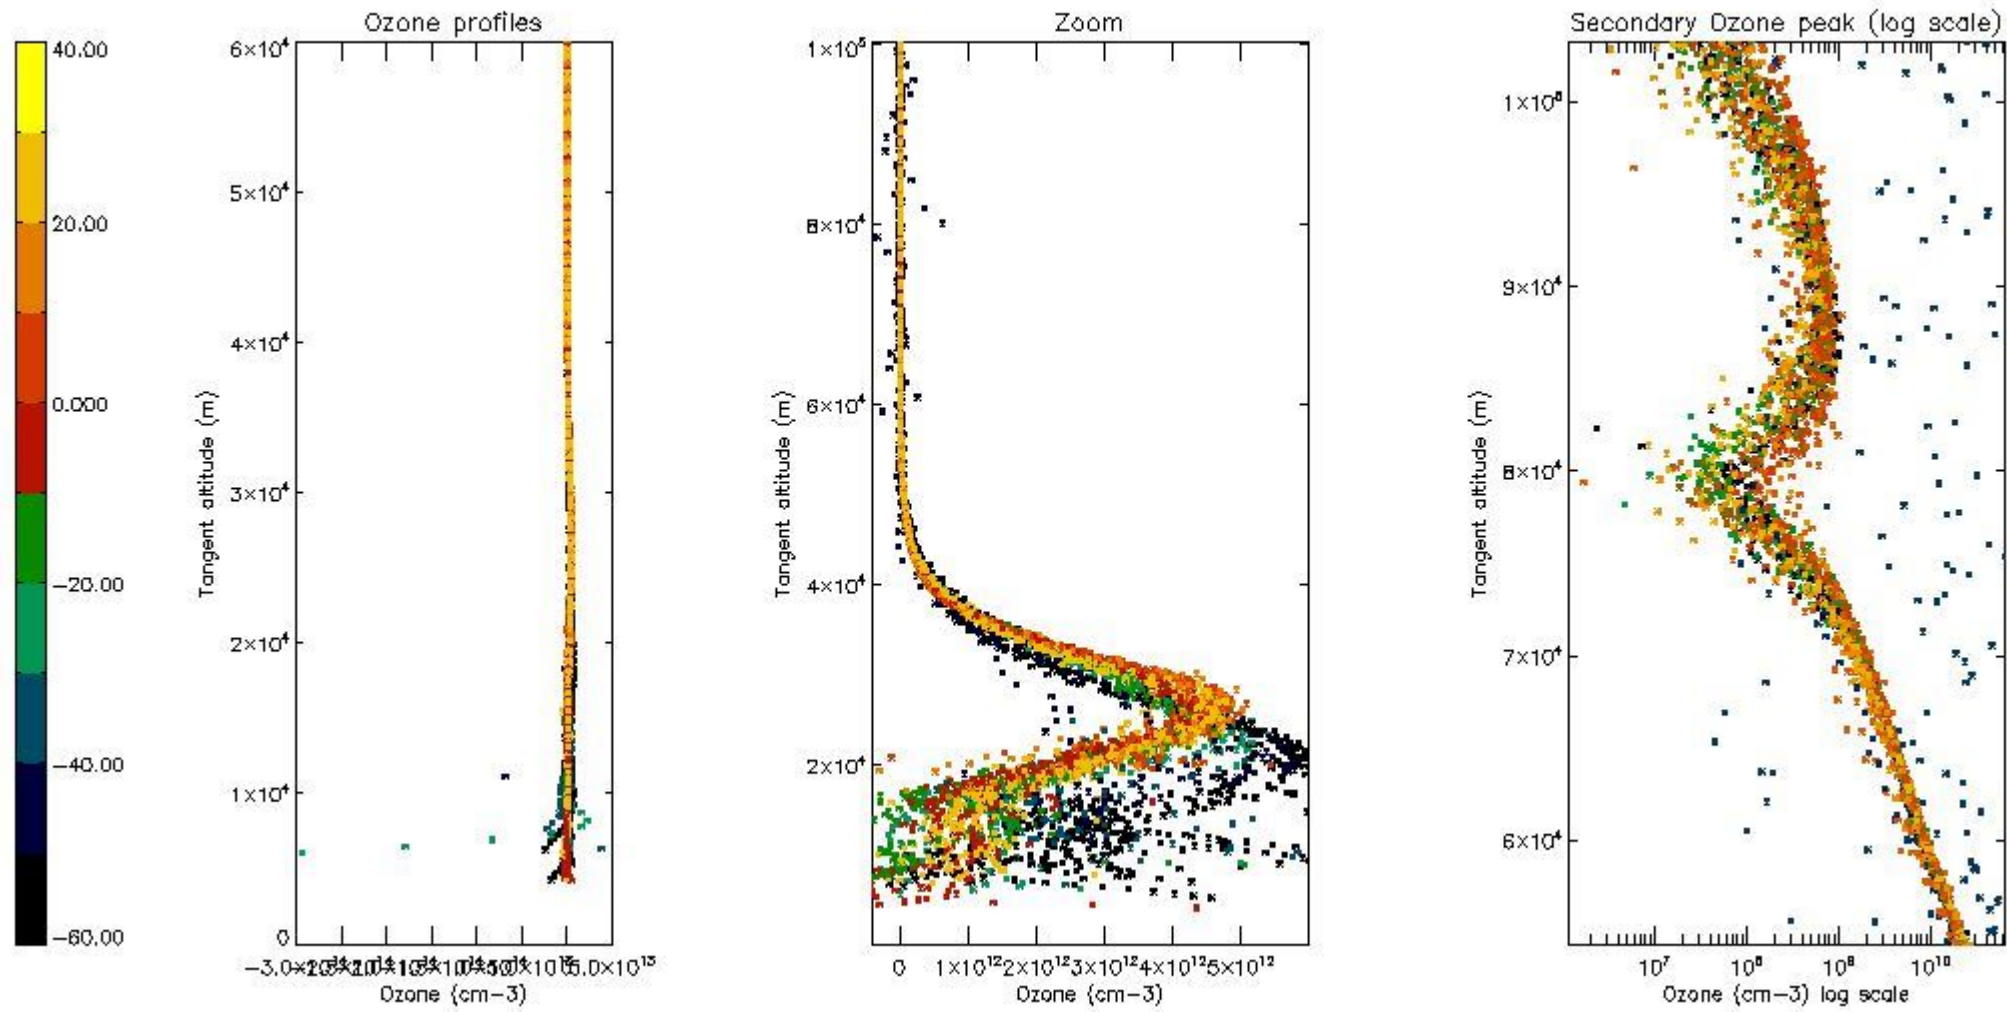 Ozone profiles
Zoom
Secondary Ozone peak (log scale)
40.00
20.00
0.000
−20.00
−40.00
−60.00
6×10⁴
5×10⁴
4×10⁴
3×10⁴
2×10⁴
1×10⁴
0
Tangent altitude (m)
5.0×10¹³
Ozone (cm−3)
1×10⁵
8×10⁴
6×10⁴
4×10⁴
2×10⁴
Tangent altitude (m)
0 1×10¹² 2×10¹² 3×10¹² 4×10¹² 5×10¹²
Ozone (cm−3)
1×10⁵
9×10⁴
8×10⁴
7×10⁴
6×10⁴
Tangent altitude (m)
10⁷ 10⁸ 10⁹ 10¹⁰
Ozone (cm−3) log scale